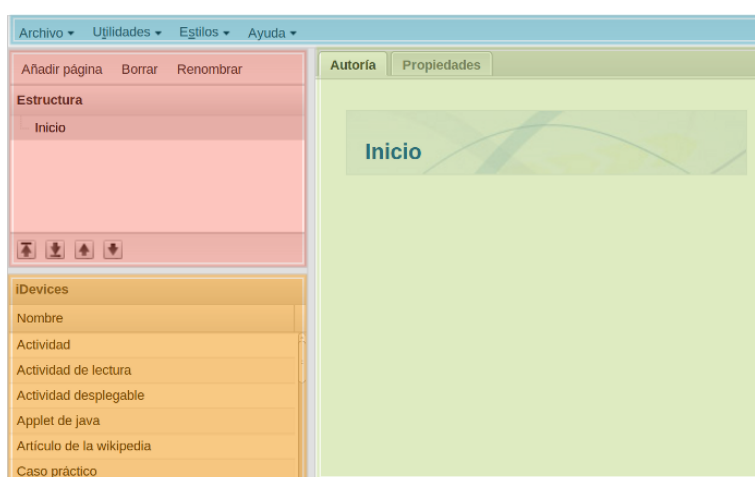 Archivo Utilidades Estilos Ayuda
Añadir página Borrar Renombrar
Estructura
Inicio
iDevices
Nombre
Actividad
Actividad de lectura
Actividad desplegable
Applet de java
Artículo de la wikipedia
Caso práctico
Autoría Propiedades
Inicio